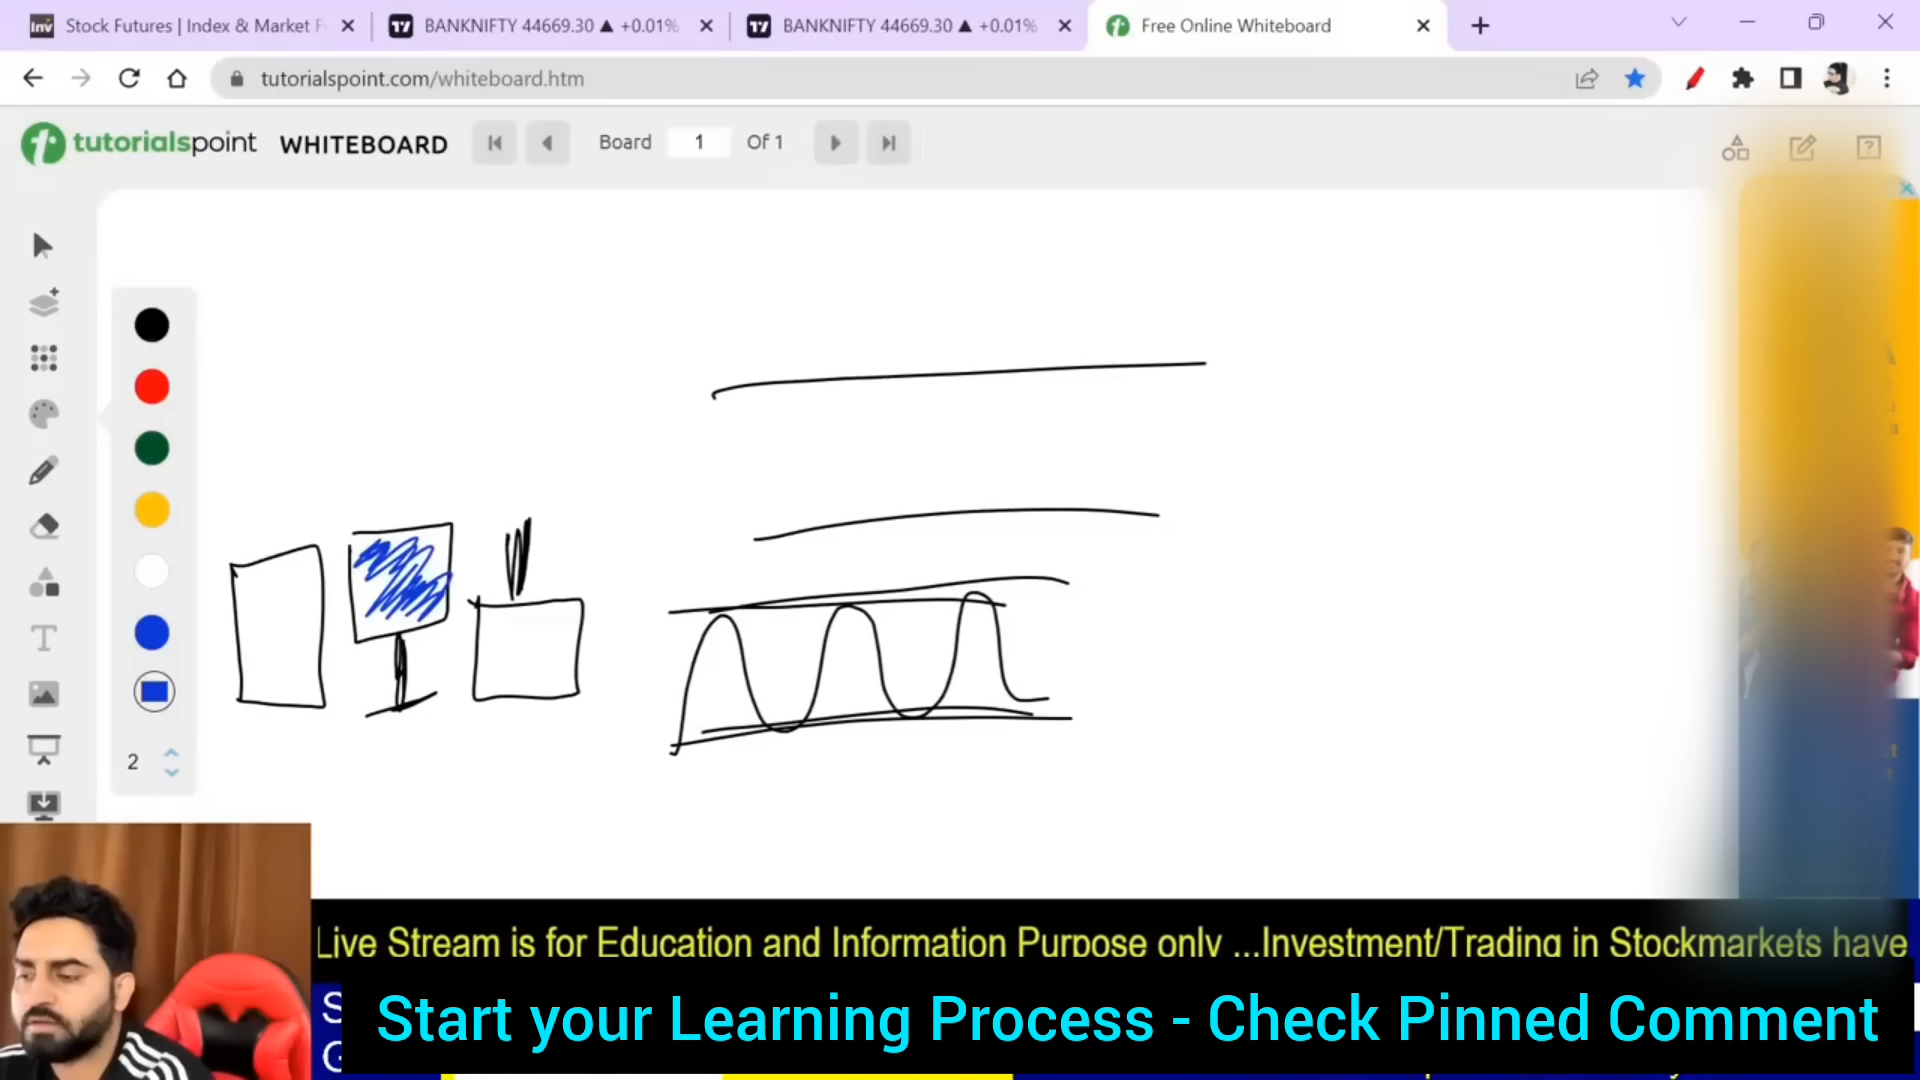 Stock Futures | Index & Market F
BANKNIFTY 44669.30 ▲ +0.01%
BANKNIFTY 44669.30 ▲ +0.01%
Free Online Whiteboard
tutorialspoint.com/whiteboard.htm
tutorialspoint WHITEBOARD
Board 1 Of 1
2
Live Stream is for Education and Information Purpose only ...Investment/Trading in Stockmarkets have
S
G
Start your Learning Process - Check Pinned Comment